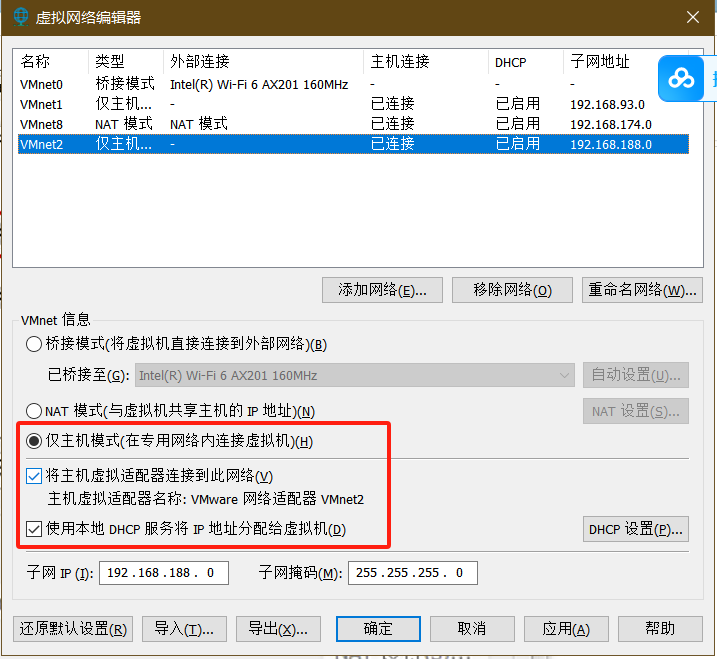 虚拟网络编辑器
名称 类型 外部连接 主机连接 DHCP 子网地址
VMnet0 桥接模式 Intel(R) Wi-Fi 6 AX201 160MHz - - -
VMnet1 仅主机... - 已连接 已启用 192.168.93.0
VMnet8 NAT 模式 NAT 模式 已连接 已启用 192.168.174.0
VMnet2 仅主机... - 已连接 已启用 192.168.188.0
添加网络(E)... 移除网络(O) 重命名网络(W)...
VMnet 信息
桥接模式(将虚拟机直接连接到外部网络)(B)
已桥接至(G): Intel(R) Wi-Fi 6 AX201 160MHz 自动设置(U)...
NAT 模式(与虚拟机共享主机的 IP 地址)(N) NAT 设置(S)...
仅主机模式(在专用网络内连接虚拟机)(H)
将主机虚拟适配器连接到此网络(V)
主机虚拟适配器名称: VMware 网络适配器 VMnet2
使用本地 DHCP 服务将 IP 地址分配给虚拟机(D) DHCP 设置(P)...
子网 IP (I): 192.168.188. 0 子网掩码(M): 255.255.255. 0
还原默认设置(R) 导入(T)... 导出(X)... 确定 取消 应用(A) 帮助